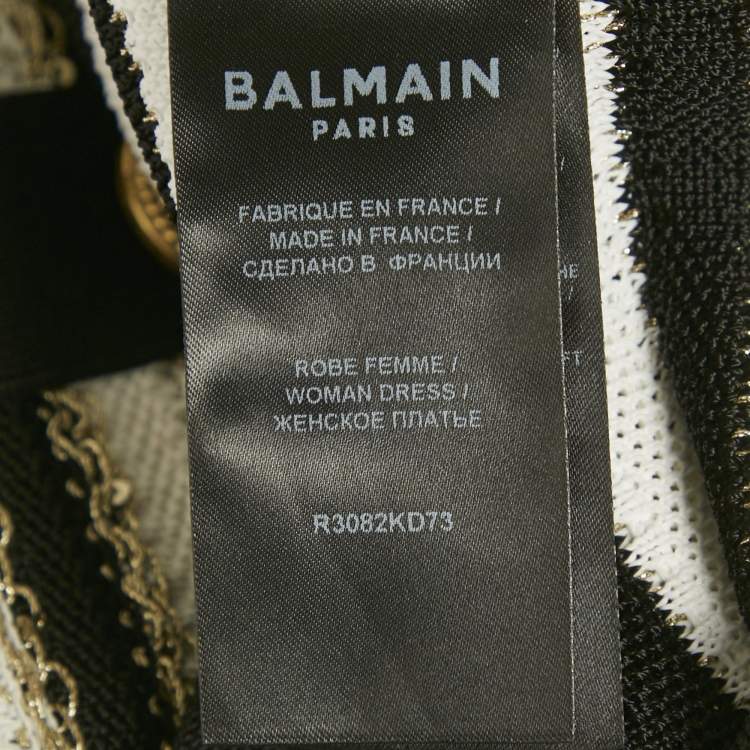 BALMAIN
PARIS
FABRIQUE EN FRANCE /
MADE IN FRANCE /
СДЕЛАНО В ФРАНЦИИ
ROBE FEMME /
WOMAN DRESS /
ЖЕНСКОЕ ПЛАТЬЕ
R3082KD73